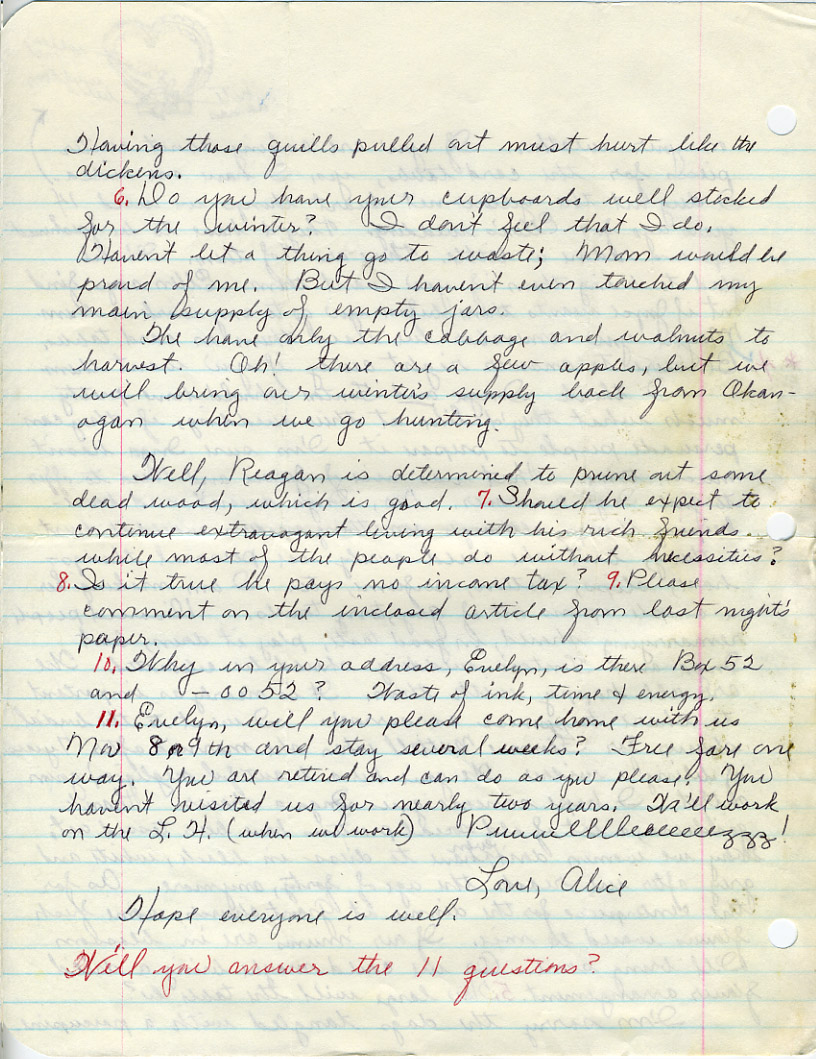 Having those quills pulled out must hurt like the
dickens.
6. Do you have your cupboards well stocked
for the winter? I don't feel that I do.
Haven't let a thing go to waste; Mom would be
proud of me. But I haven't even touched my
main supply of empty jars.
We have only the cabbage and walnuts to
harvest. Oh! there are a few apples, but we
will bring our winter's supply back from Okan-
ogan when we go hunting.
Well, Reagan is determined to prune out some
dead wood, which is good. 7. Should he expect to
continue extravagant living with his rich friends
while most of the people do without necessities?
8. Is it true he pays no income tax? 9. Please
comment on the inclosed article from last night's
paper.
10. Why in your address, Evelyn, is there Box 52
and -0052? Waste of ink, time & energy.
11. Evelyn, will you please come home with us
Nov 8 or 9th and stay several weeks? Free fare one
way. You are retired and can do as you please. You
haven't visited us for nearly two years. We'll work
on the L. H. (when we work) Puuulllleeeeeezzz!
Love, Alice
Hope everyone is well.
Will you answer the 11 questions?